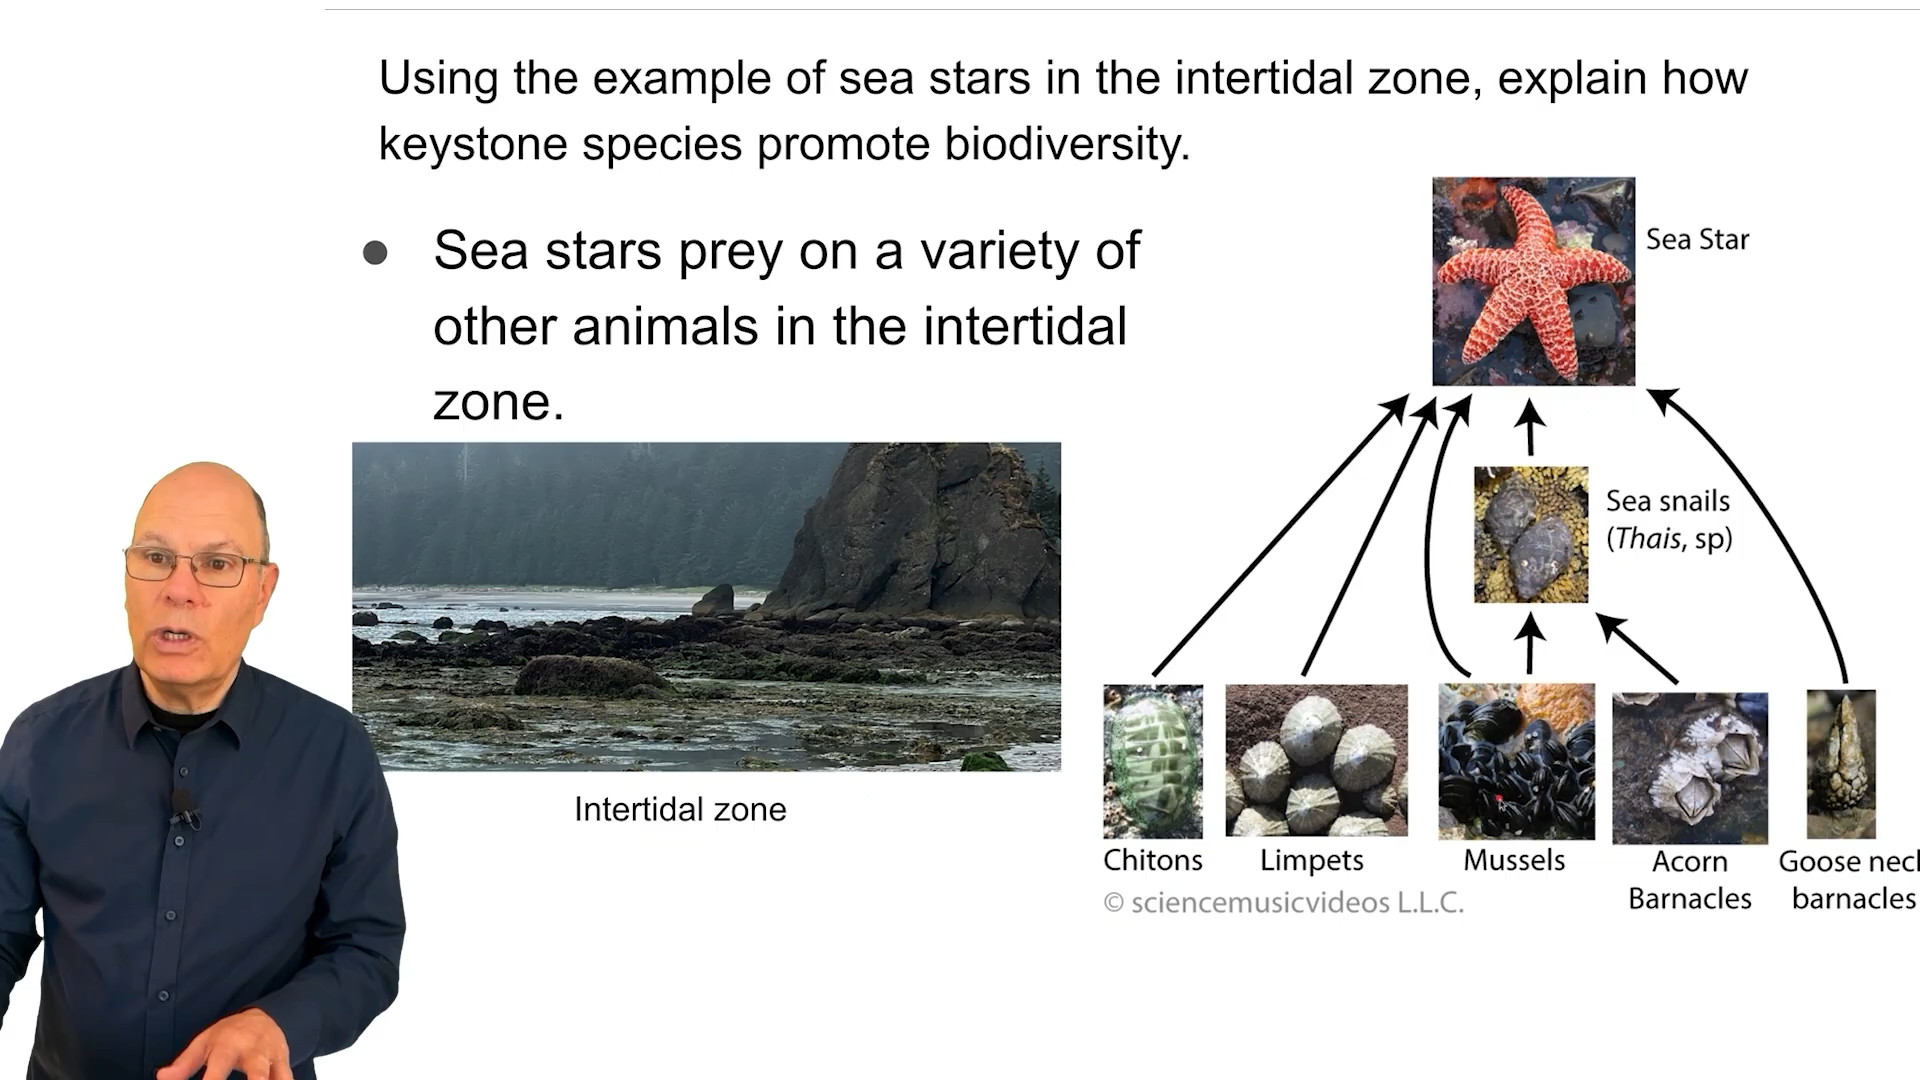 Using the example of sea stars in the intertidal zone, explain how
keystone species promote biodiversity.
● Sea stars prey on a variety of
other animals in the intertidal
zone.
Intertidal zone
Sea Star
Sea snails
(Thais, sp)
Chitons
Limpets
Mussels
Acorn
Barnacles
Goose neck
barnacles
© sciencemusicvideos L.L.C.